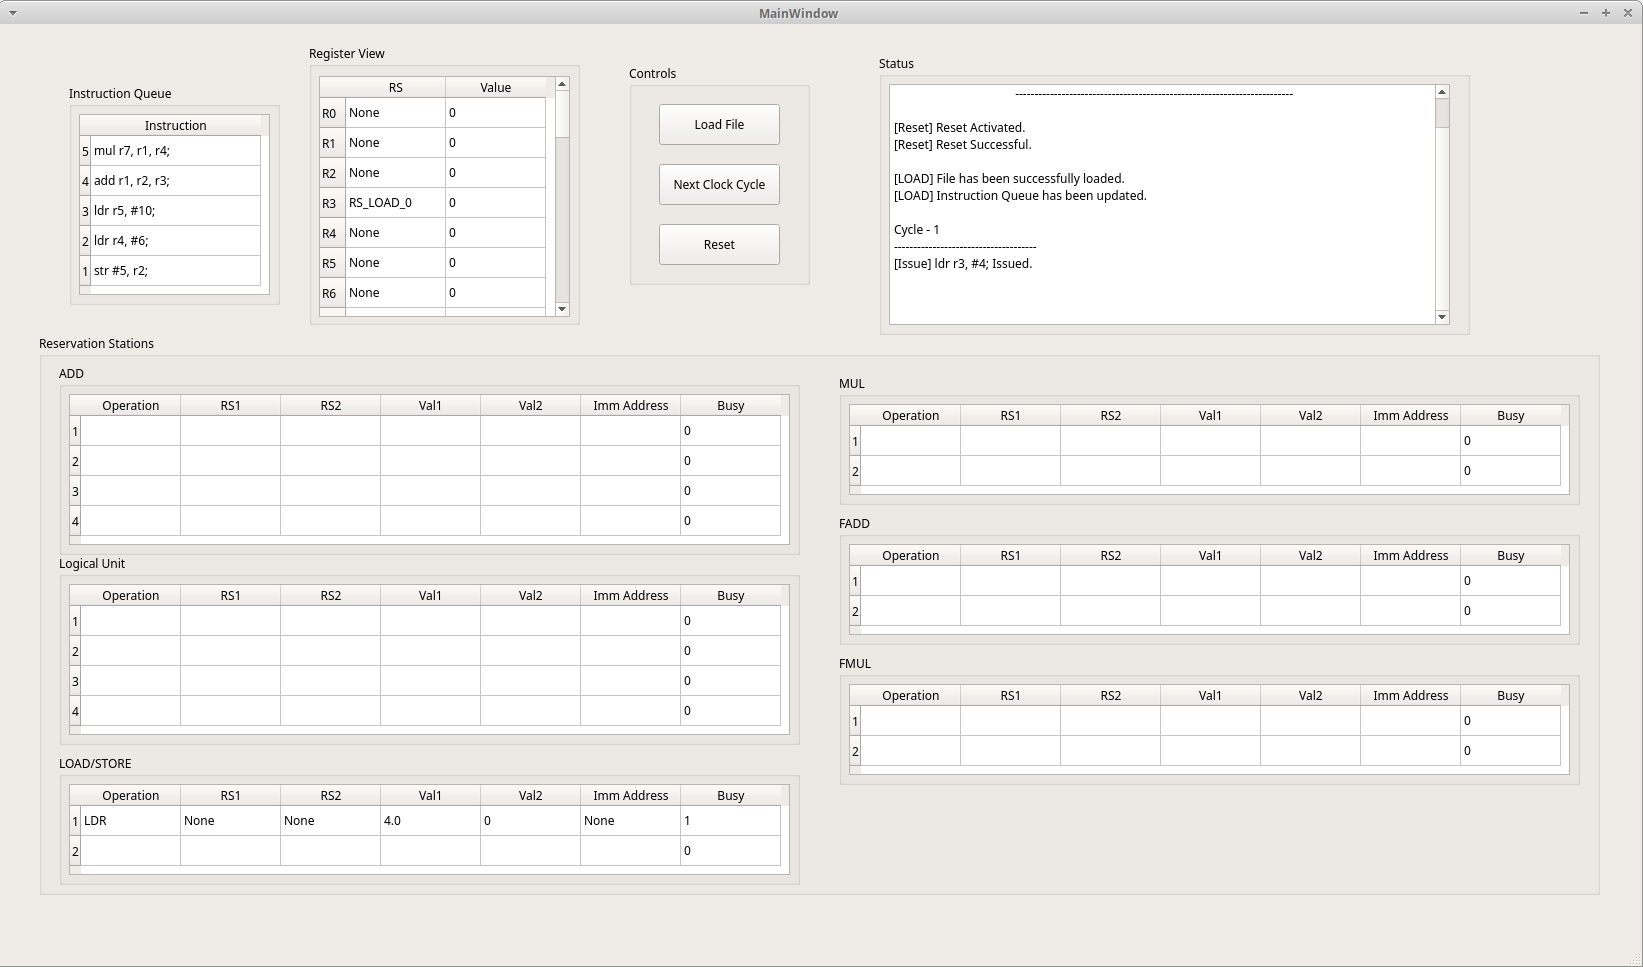 MainWindow
Instruction Queue
Instruction
5 mul r7, r1, r4;
4 add r1, r2, r3;
3 ldr r5, #10;
2 ldr r4, #6;
1 str #5, r2;
Register View
RS Value
R0 None 0
R1 None 0
R2 None 0
R3 RS_LOAD_0 0
R4 None 0
R5 None 0
R6 None 0
Controls
Load File
Next Clock Cycle
Reset
Status
------------------------------------------------------------------------
[Reset] Reset Activated.
[Reset] Reset Successful.
[LOAD] File has been successfully loaded.
[LOAD] Instruction Queue has been updated.
Cycle - 1
-------------------------------------
[Issue] ldr r3, #4; Issued.
Reservation Stations
ADD
Operation RS1 RS2 Val1 Val2 Imm Address Busy
1 0
2 0
3 0
4 0
Logical Unit
Operation RS1 RS2 Val1 Val2 Imm Address Busy
1 0
2 0
3 0
4 0
LOAD/STORE
Operation RS1 RS2 Val1 Val2 Imm Address Busy
1 LDR None None 4.0 0 None 1
2 0
MUL
Operation RS1 RS2 Val1 Val2 Imm Address Busy
1 0
2 0
FADD
Operation RS1 RS2 Val1 Val2 Imm Address Busy
1 0
2 0
FMUL
Operation RS1 RS2 Val1 Val2 Imm Address Busy
1 0
2 0